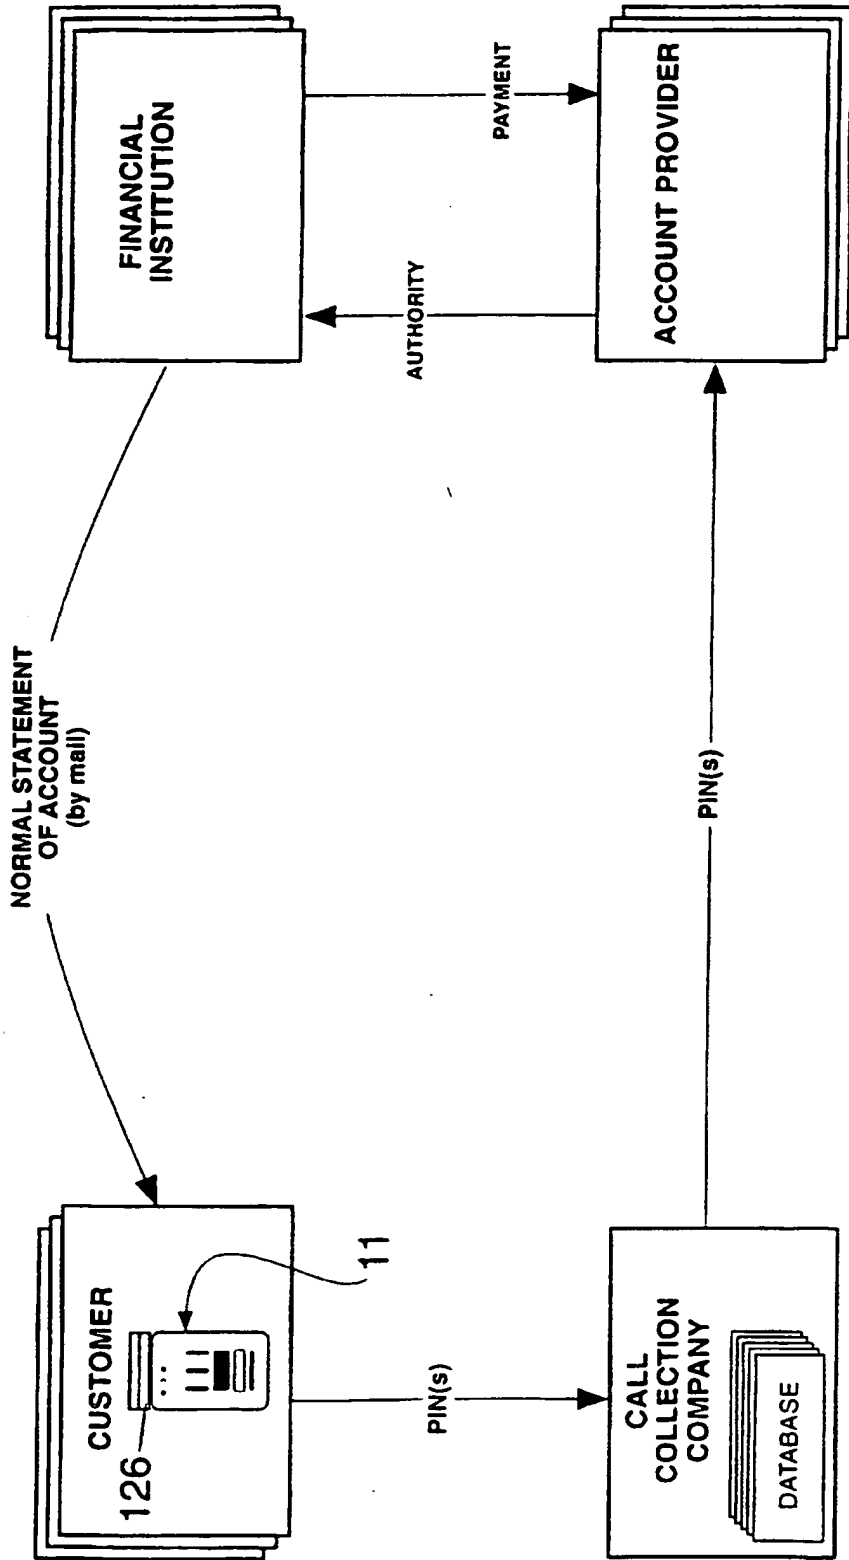 NORMAL STATEMENT
OF ACCOUNT
(by mail)
CUSTOMER
126
11
FINANCIAL
INSTITUTION
PIN(s)
AUTHORITY
PAYMENT
CALL
COLLECTION
COMPANY
DATABASE
PIN(s)
ACCOUNT PROVIDER